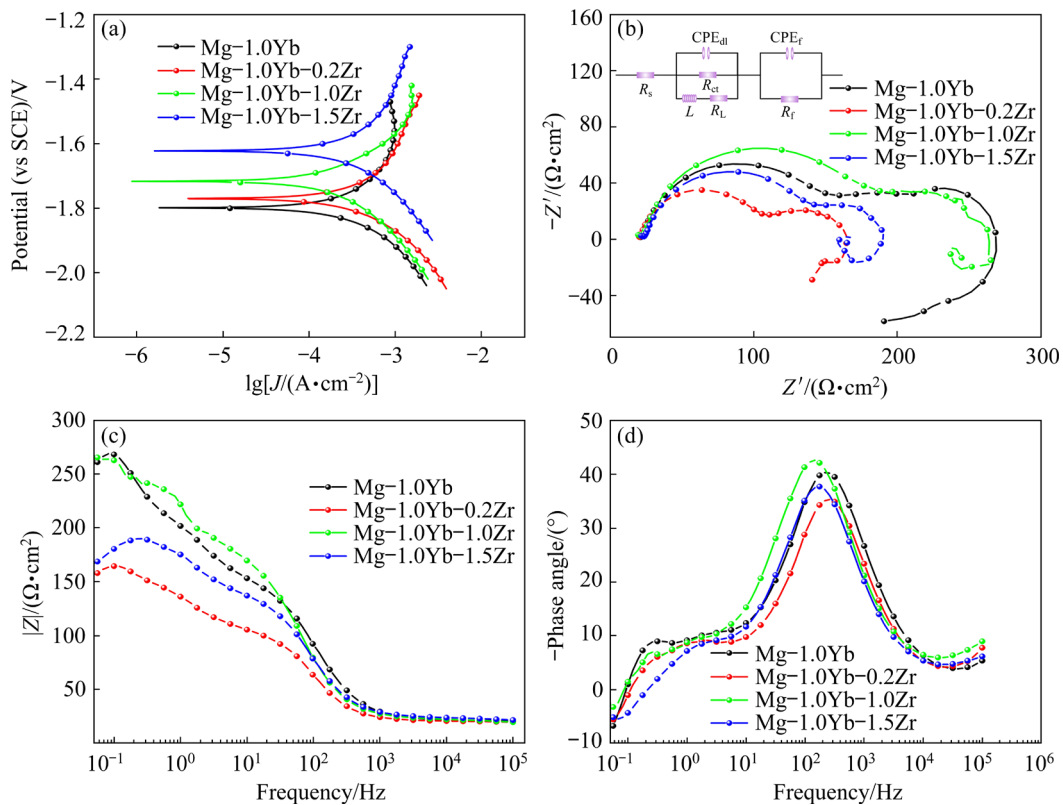 (a)
Mg−1.0Yb
Mg−1.0Yb−0.2Zr
Mg−1.0Yb−1.0Zr
Mg−1.0Yb−1.5Zr
−1.2
−1.4
−1.6
−1.8
−2.0
−2.2
Potential (vs SCE)/V
−6 −5 −4 −3 −2 −1
lg[J/(A•cm−2)]
(b)
CPEdl
CPEf
Rs
Rct
L
RL
Rf
Mg−1.0Yb
Mg−1.0Yb−0.2Zr
Mg−1.0Yb−1.0Zr
Mg−1.0Yb−1.5Zr
160
120
80
40
0
−40
−Z′/(Ω•cm2)
0 100 200 300
Z′/(Ω•cm2)
(c)
Mg−1.0Yb
Mg−1.0Yb−0.2Zr
Mg−1.0Yb−1.0Zr
Mg−1.0Yb−1.5Zr
300
250
200
150
100
50
|Z|/(Ω•cm2)
10−1 100 101 102 103 104 105
Frequency/Hz
(d)
Mg−1.0Yb
Mg−1.0Yb−0.2Zr
Mg−1.0Yb−1.0Zr
Mg−1.0Yb−1.5Zr
50
40
30
20
10
0
−10
−Phase angle/(°)
10−1 100 101 102 103 104 105 106
Frequency/Hz